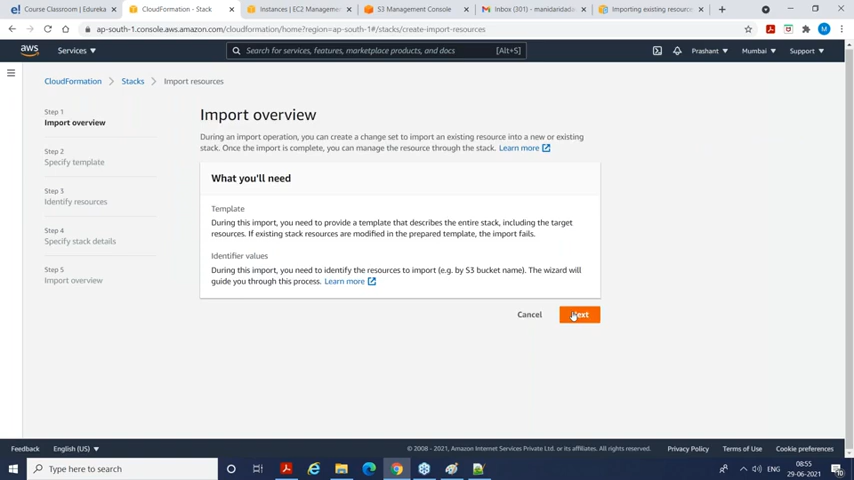 Course Classroom | Edureka
CloudFormation - Stack
Instances | EC2 Managemen
S3 Management Console
Inbox (301) - manidaridad
Importing existing resource
ap-south-1.console.aws.amazon.com/cloudformation/home?region=ap-south-1#/stacks/create-import-resources
M
aws
Services
Search for services, features, marketplace products, and docs
[Alt+S]
Prashant
Mumbai
Support
CloudFormation
Stacks
Import resources
Step 1
Import overview
Step 2
Specify template
Step 3
Identify resources
Step 4
Specify stack details
Step 5
Import overview
Import overview
During an import operation, you can create a change set to import an existing resource into a new or existing
stack. Once the import is complete, you can manage the resource through the stack. Learn more
What you'll need
Template
During this import, you need to provide a template that describes the entire stack, including the target
resources. If existing stack resources are modified in the prepared template, the import fails.
Identifier values
During this import, you need to identify the resources to import (e.g. by S3 bucket name). The wizard will
guide you through this process. Learn more
Cancel
Next
Feedback
English (US)
© 2008 - 2021, Amazon Internet Services Private Ltd. or its affiliates. All rights reserved.
Privacy Policy
Terms of Use
Cookie preferences
Type here to search
ENG
08:55
29-06-2021